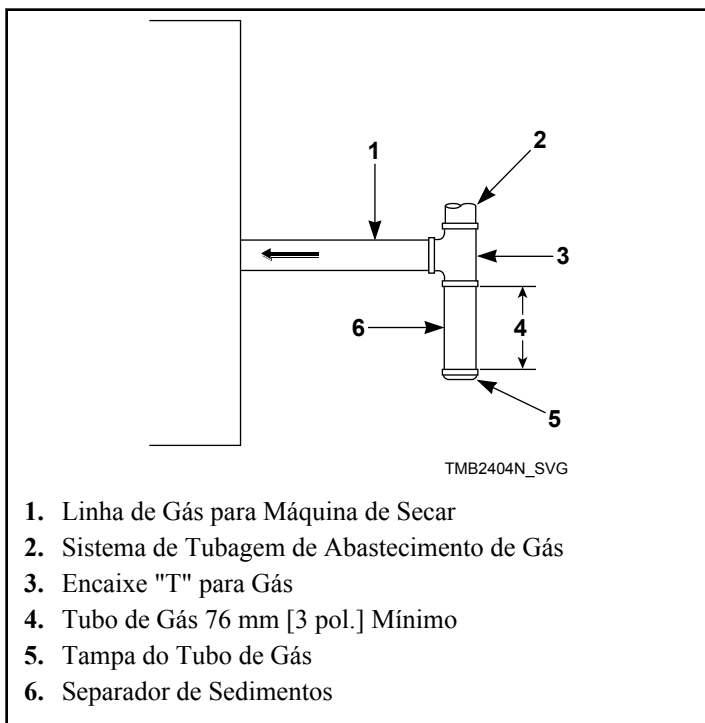 1
2
3
6
4
5
TMB2404N_SVG
1. Linha de Gás para Máquina de Secar
2. Sistema de Tubagem de Abastecimento de Gás
3. Encaixe "T" para Gás
4. Tubo de Gás 76 mm [3 pol.] Mínimo
5. Tampa do Tubo de Gás
6. Separador de Sedimentos